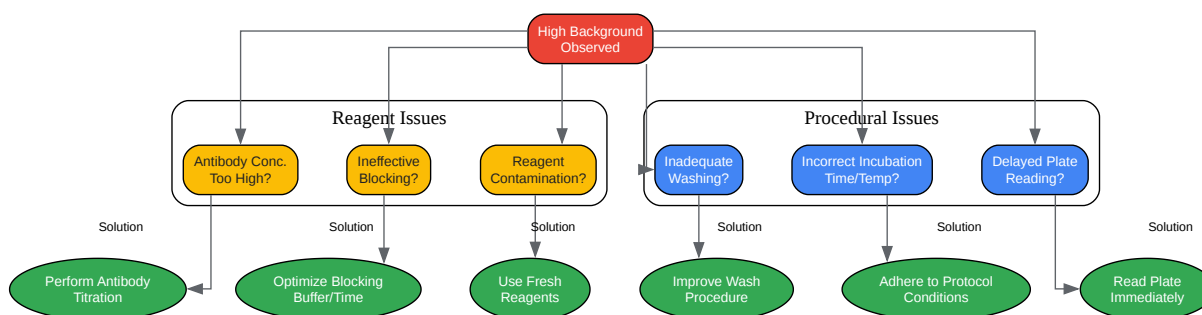 High Background
Observed
Reagent Issues
Procedural Issues
Antibody Conc.
Too High?
Ineffective
Blocking?
Reagent
Contamination?
Inadequate
Washing?
Incorrect Incubation
Time/Temp?
Delayed Plate
Reading?
Solution
Solution
Solution
Solution
Solution
Solution
Perform Antibody
Titration
Optimize Blocking
Buffer/Time
Use Fresh
Reagents
Improve Wash
Procedure
Adhere to Protocol
Conditions
Read Plate
Immediately